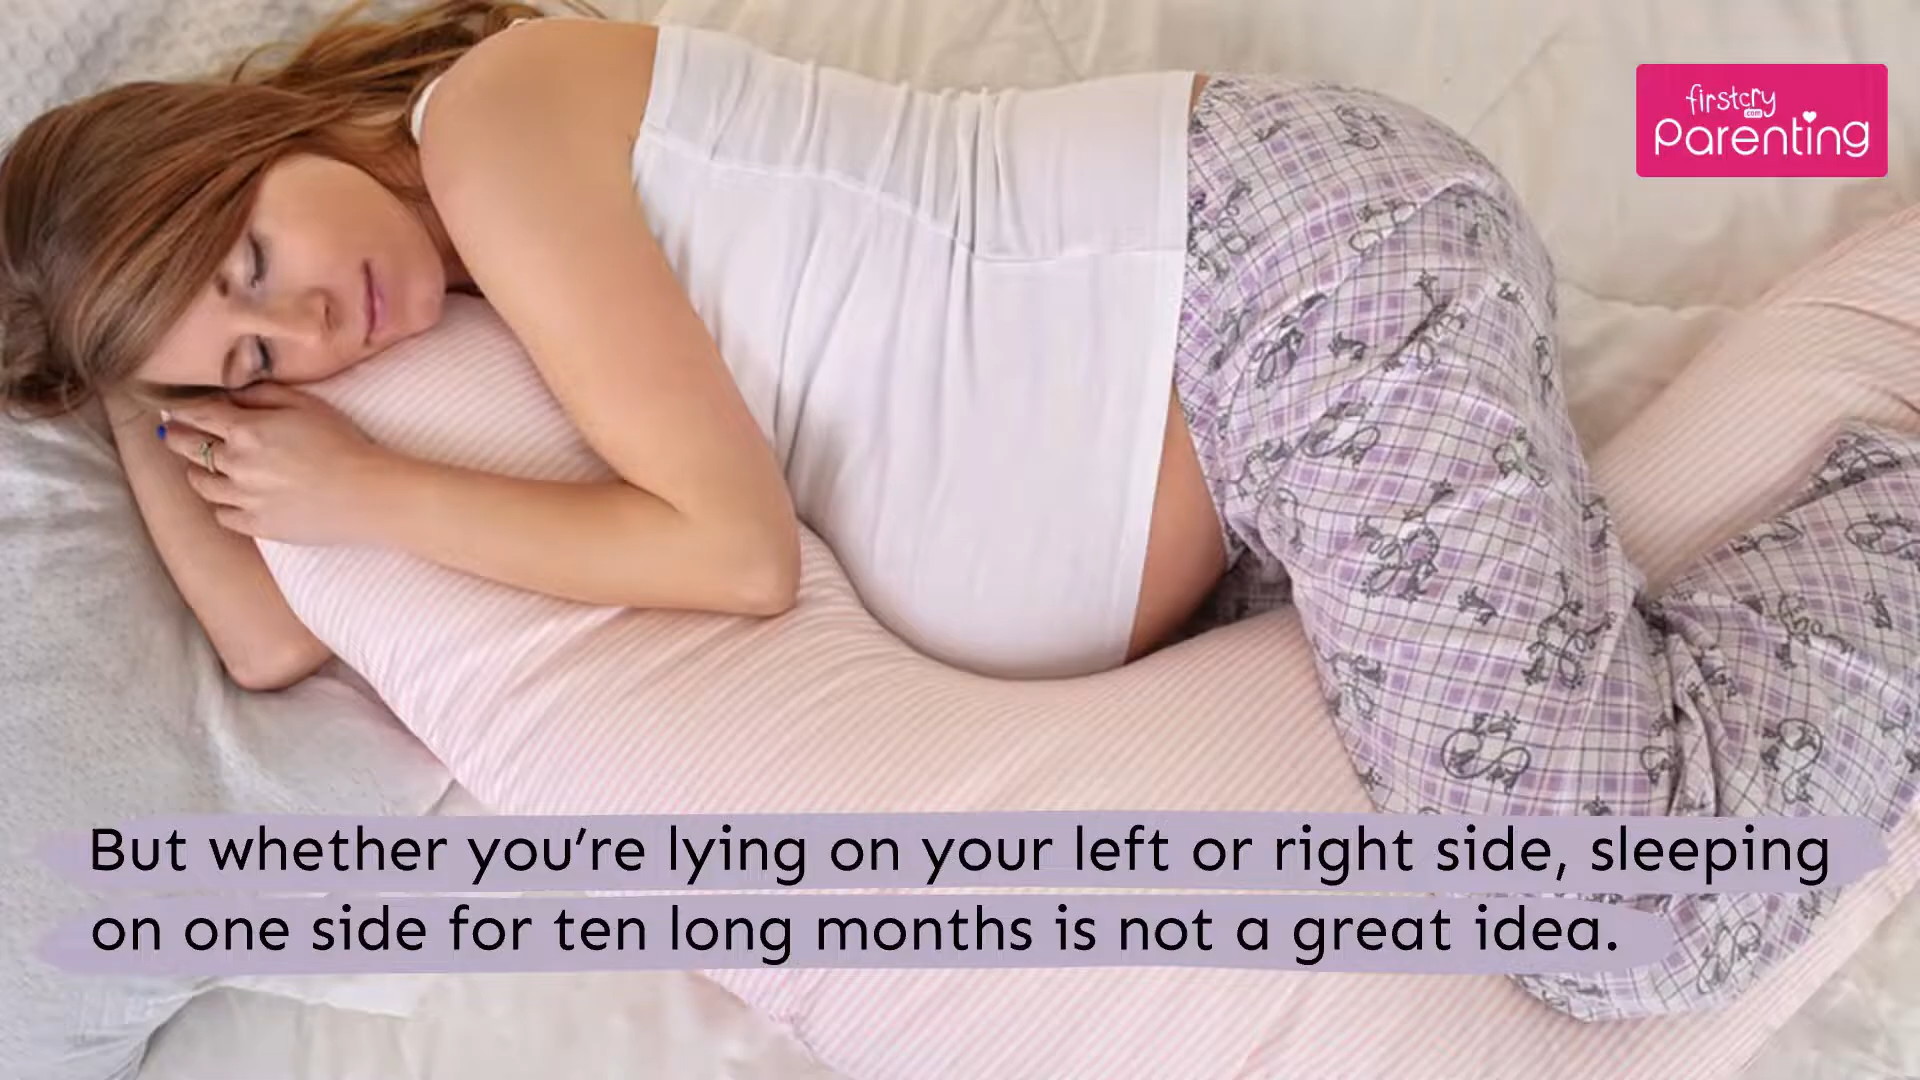 firstcry
.com
Parenting
But whether you’re lying on your left or right side, sleeping
on one side for ten long months is not a great idea.